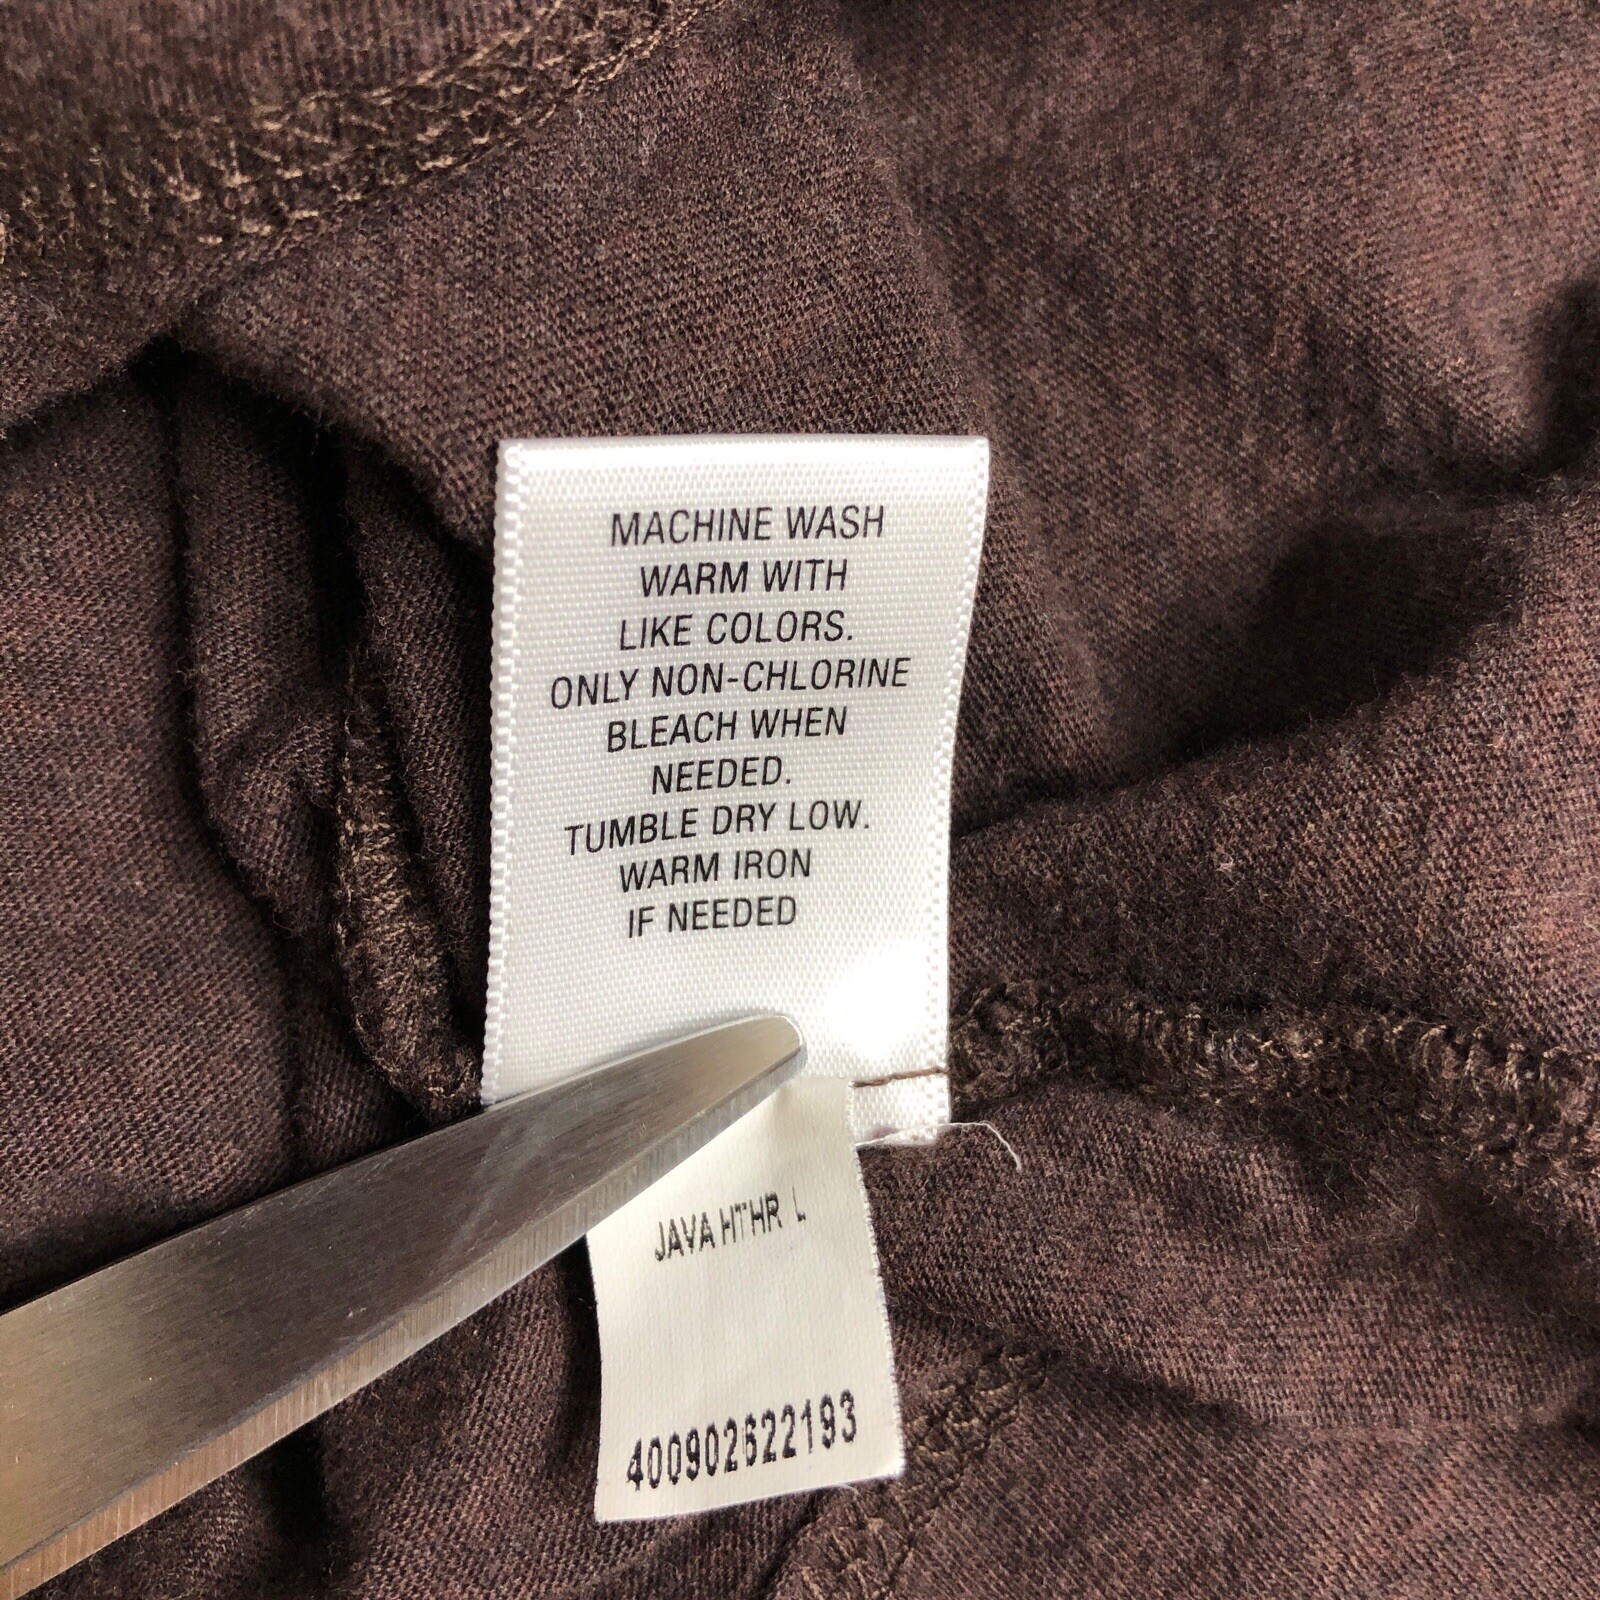 MACHINE WASH
WARM WITH
LIKE COLORS.
ONLY NON-CHLORINE
BLEACH WHEN
NEEDED.
TUMBLE DRY LOW.
WARM IRON
IF NEEDED
JAVA HTHR L
400902622193